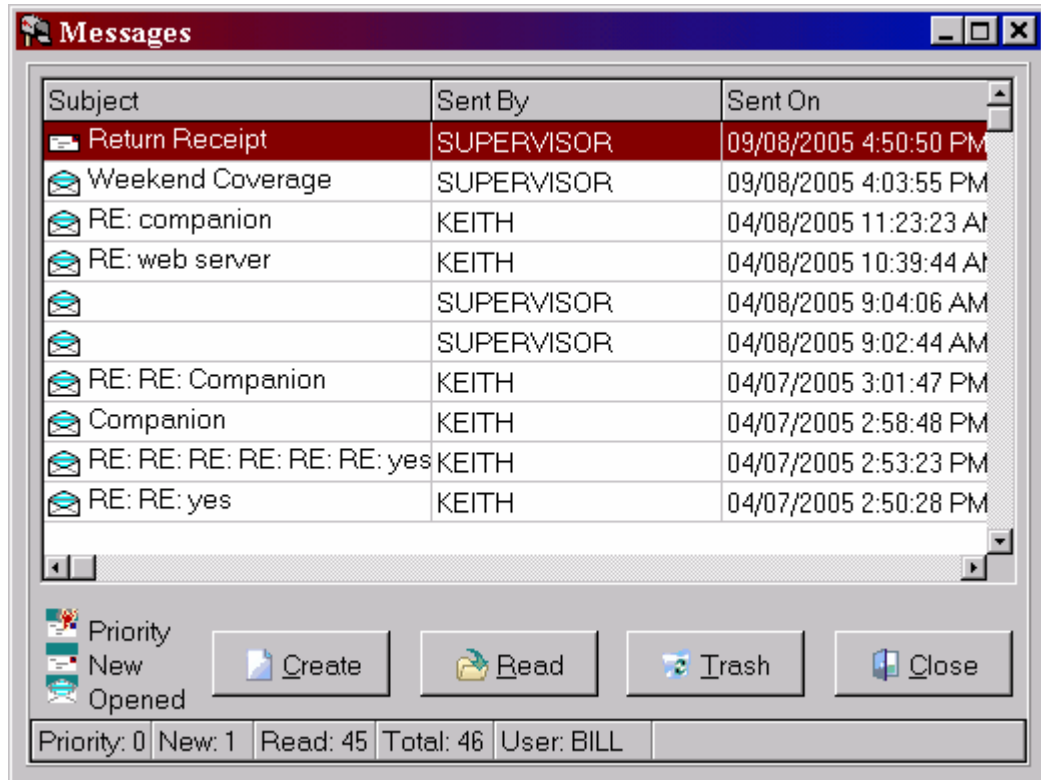 Messages
Subject Sent By Sent On
Return Receipt SUPERVISOR 09/08/2005 4:50:50 PM
Weekend Coverage SUPERVISOR 09/08/2005 4:03:55 PM
RE: companion KEITH 04/08/2005 11:23:23 AM
RE: web server KEITH 04/08/2005 10:39:44 AM
SUPERVISOR 04/08/2005 9:04:06 AM
SUPERVISOR 04/08/2005 9:02:44 AM
RE: RE: Companion KEITH 04/07/2005 3:01:47 PM
Companion KEITH 04/07/2005 2:58:48 PM
RE: RE: RE: RE: RE: RE: yes KEITH 04/07/2005 2:53:23 PM
RE: RE: yes KEITH 04/07/2005 2:50:28 PM
Priority
New
Opened
Create Read Trash Close
Priority: 0 New: 1 Read: 45 Total: 46 User: BILL